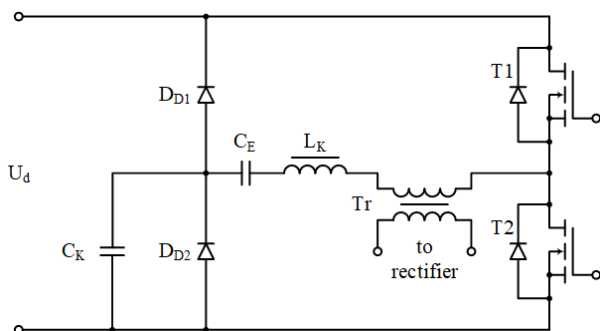 T1
D_D1
C_E
L_K
U_d
Tr
T2
C_K
D_D2
to
rectifier